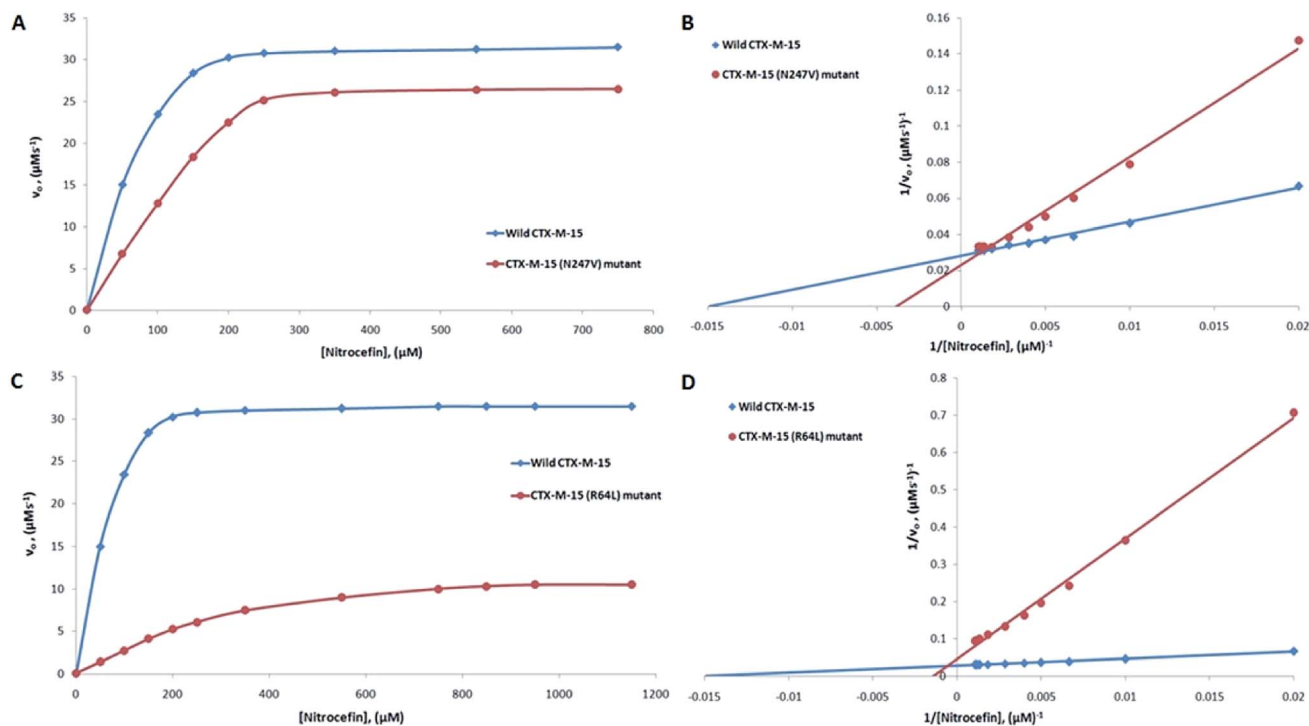 A
35
30
25
20
15
10
5
0
v₀ , (µMs⁻¹)
Wild CTX-M-15
CTX-M-15 (N247V) mutant
0 100 200 300 400 500 600 700 800
[Nitrocefin], (µM)
B
Wild CTX-M-15
CTX-M-15 (N247V) mutant
0.16
0.14
0.12
0.10
0.08
0.06
0.04
0.02
0
1/v₀ , (µMs⁻¹)⁻¹
-0.015 -0.01 -0.005 0 0.005 0.01 0.015 0.02
1/[Nitrocefin], (µM)⁻¹
C
35
30
25
20
15
10
5
0
v₀ , (µMs⁻¹)
Wild CTX-M-15
CTX-M-15 (R64L) mutant
0 200 400 600 800 1000 1200
[Nitrocefin], (µM)
D
Wild CTX-M-15
CTX-M-15 (R64L) mutant
0.8
0.7
0.6
0.5
0.4
0.3
0.2
0.1
0
1/v₀ , (µMs⁻¹)⁻¹
-0.015 -0.01 -0.005 0 0.005 0.01 0.015 0.02
1/[Nitrocefin], (µM)⁻¹